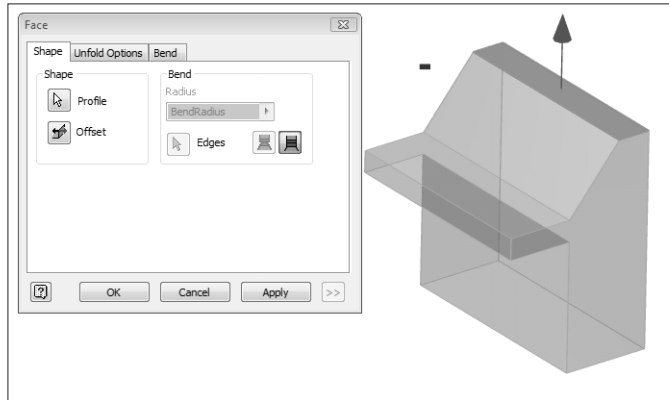 Face
Shape
Unfold Options
Bend
Shape
Profile
Offset
Bend
Radius
BendRadius
Edges
?
OK
Cancel
Apply
>>